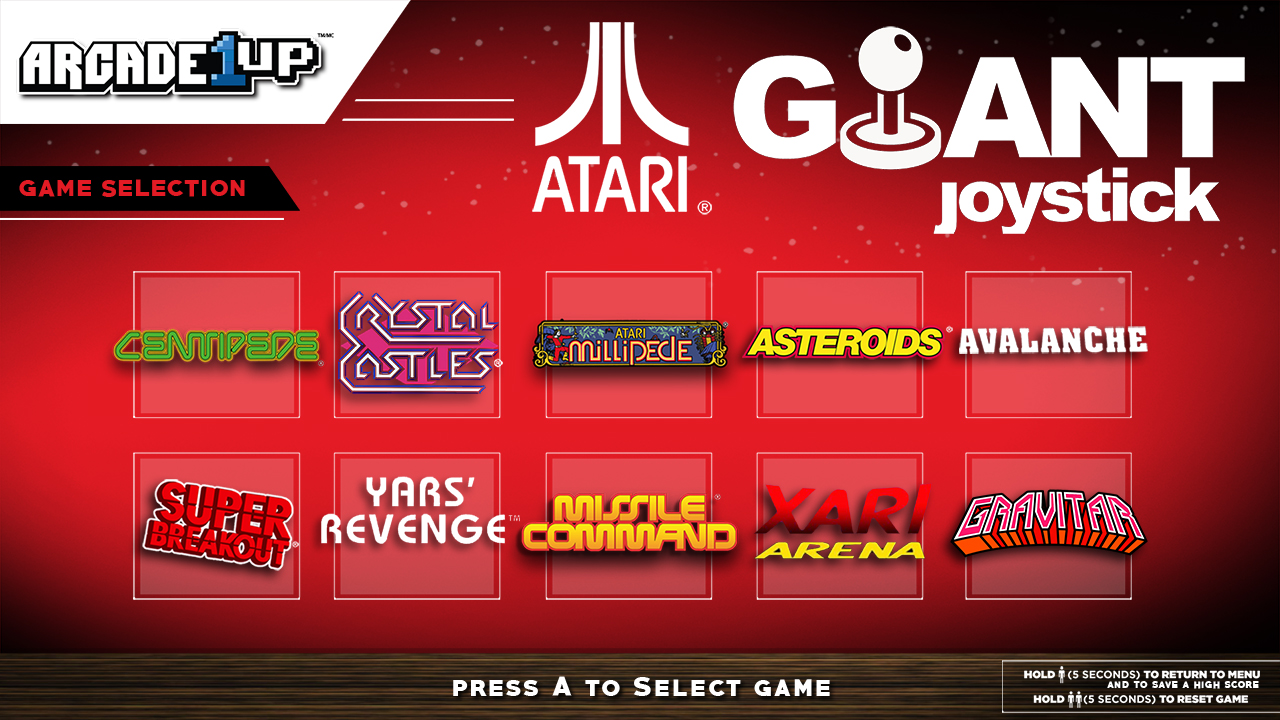 ARCADE1UP TM/MC
ATARI®
GIANT
joystick
GAME SELECTION
CENTIPEDE®
CRYSTAL
CASTLES®
ATARI
MILLIPEDE®
ASTEROIDS®
AVALANCHE
SUPER
BREAKOUT®
YARS'
REVENGE™
MISSILE®
COMMAND
XARI
ARENA
GRAVITAR
PRESS A TO SELECT GAME
HOLD (5 SECONDS) TO RETURN TO MENU
AND TO SAVE A HIGH SCORE
HOLD (5 SECONDS) TO RESET GAME